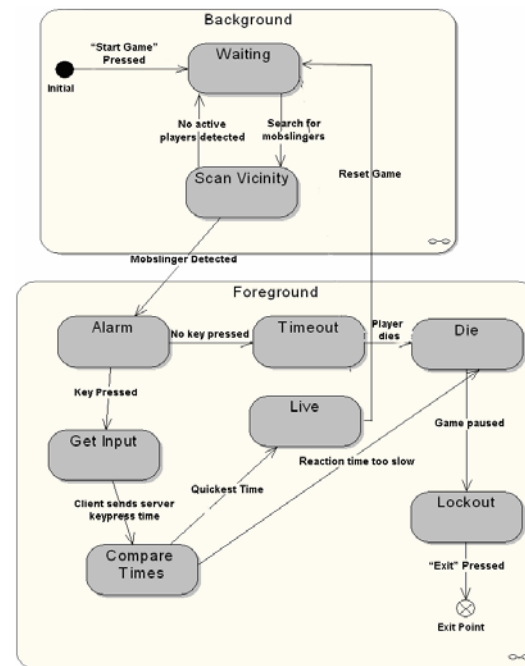 Background
"Start Game"
Pressed
Waiting
Initial
No active
players detected
Search for
mobslingers
Scan Vicinity
Reset Game
Mobslinger Detected
Foreground
Alarm
No key pressed
Timeout
Player
dies
Die
Key Pressed
Live
Game paused
Get Input
Reaction time too slow
Quickest Time
Client sends server
keypress time
Lockout
Compare
Times
"Exit" Pressed
Exit Point